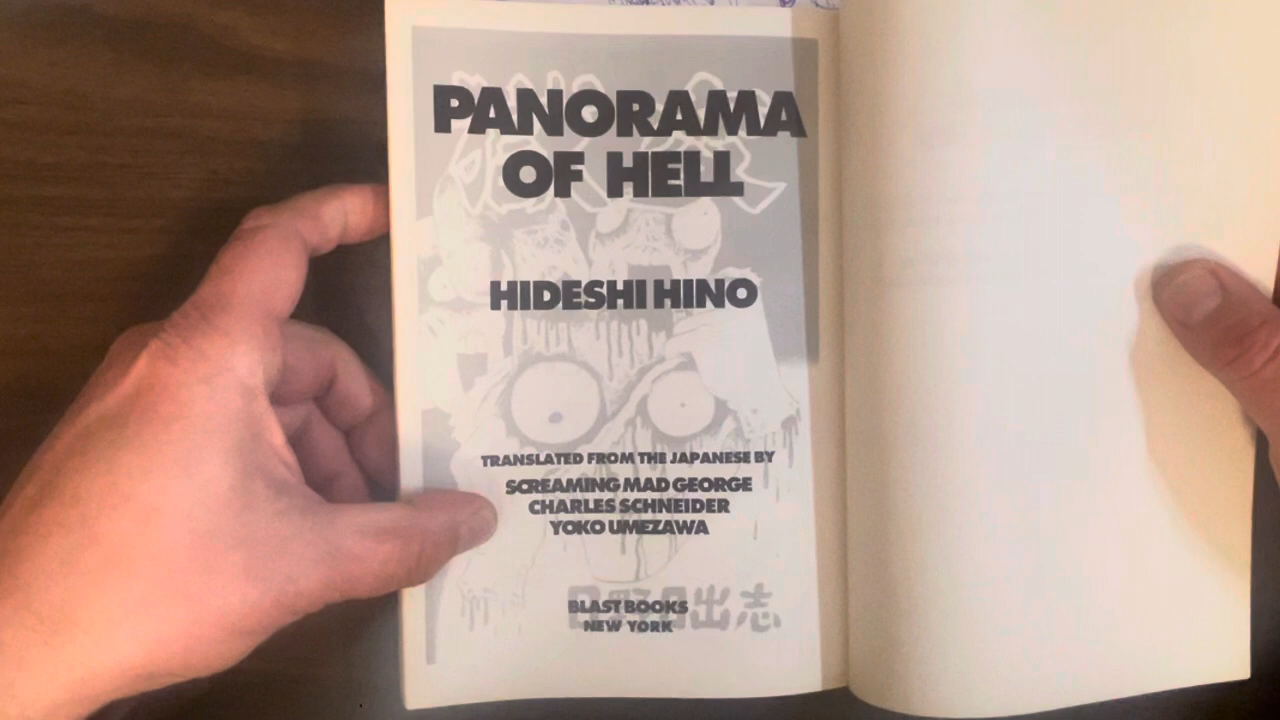 PANORAMA
OF HELL
HIDESHI HINO
TRANSLATED FROM THE JAPANESE BY
SCREAMING MAD GEORGE
CHARLES SCHNEIDER
YOKO UMEZAWA
BLAST BOOKS
NEW YORK
日野日出志